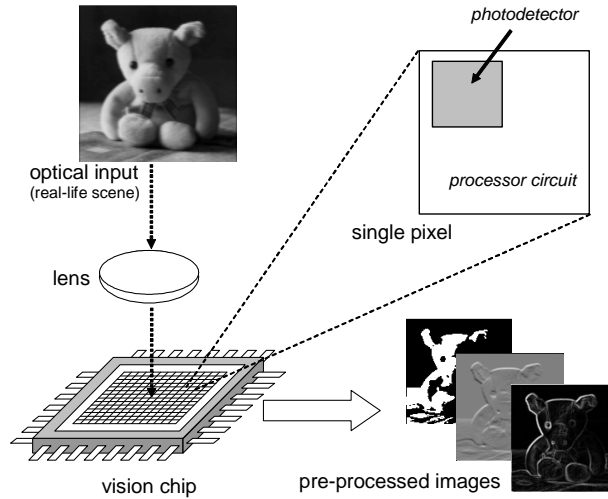 photodetector
optical input
(real-life scene)
processor circuit
single pixel
lens
vision chip
pre-processed images